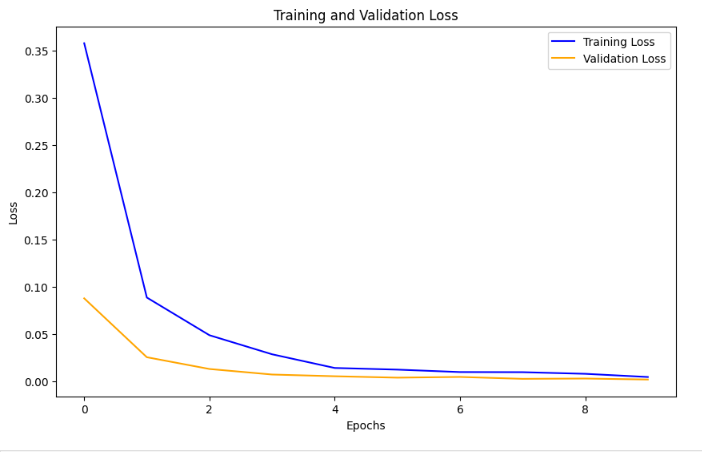 Training and Validation Loss
Training Loss
Validation Loss
0.35
0.30
0.25
0.20
0.15
0.10
0.05
0.00
Loss
0 2 4 6 8
Epochs